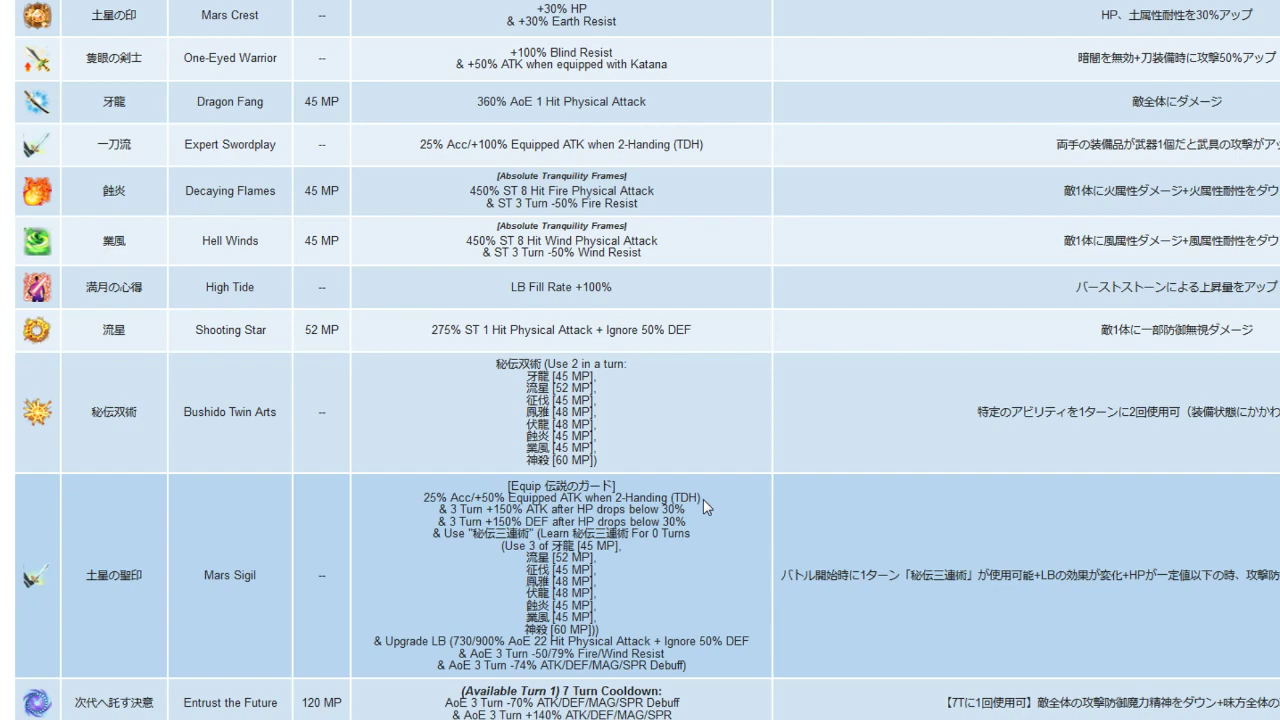 土星の印 Mars Crest -- +30% HP
& +30% Earth Resist HP、土属性耐性を30%アップ
隻眼の剣士 One-Eyed Warrior -- +100% Blind Resist
& +50% ATK when equipped with Katana 暗闇を無効+刀装備時に攻撃50%アップ
牙龍 Dragon Fang 45 MP 360% AoE 1 Hit Physical Attack 敵全体にダメージ
一刀流 Expert Swordplay -- 25% Acc/+100% Equipped ATK when 2-Handing (TDH) 両手の装備品が武器1個だと武具の攻撃がアッ
蝕炎 Decaying Flames 45 MP [Absolute Tranquility Frames]
450% ST 8 Hit Fire Physical Attack
& ST 3 Turn -50% Fire Resist 敵1体に火属性ダメージ+火属性耐性をダウ
業風 Hell Winds 45 MP [Absolute Tranquility Frames]
450% ST 8 Hit Wind Physical Attack
& ST 3 Turn -50% Wind Resist 敵1体に風属性ダメージ+風属性耐性をダウ
満月の心得 High Tide -- LB Fill Rate +100% バーストストーンによる上昇量をアップ
流星 Shooting Star 52 MP 275% ST 1 Hit Physical Attack + Ignore 50% DEF 敵1体に一部防御無視ダメージ
秘伝双術 Bushido Twin Arts -- 秘伝双術 (Use 2 in a turn:
牙龍 [45 MP],
流星 [52 MP],
征伐 [45 MP],
鳳雅 [48 MP],
伏龍 [48 MP],
蝕炎 [45 MP],
業風 [45 MP],
神殺 [60 MP]) 特定のアビリティを1ターンに2回使用可（装備状態にかかわ
土星の聖印 Mars Sigil -- [Equip 伝説のガード]
25% Acc/+50% Equipped ATK when 2-Handing (TDH)
& 3 Turn +150% ATK after HP drops below 30%
& 3 Turn +150% DEF after HP drops below 30%
& Use "秘伝三連術" (Learn 秘伝三連術 For 0 Turns
(Use 3 of 牙龍 [45 MP],
流星 [52 MP],
征伐 [45 MP],
鳳雅 [48 MP],
伏龍 [48 MP],
蝕炎 [45 MP],
業風 [45 MP],
神殺 [60 MP]))
& Upgrade LB (730/900% AoE 22 Hit Physical Attack + Ignore 50% DEF
& AoE 3 Turn -50/79% Fire/Wind Resist
& AoE 3 Turn -74% ATK/DEF/MAG/SPR Debuff) バトル開始時に1ターン「秘伝三連術」が使用可能+LBの効果が変化+HPが一定値以下の時、攻撃防
次代へ託す決意 Entrust the Future 120 MP (Available Turn 1) 7 Turn Cooldown:
AoE 3 Turn -70% ATK/DEF/MAG/SPR Debuff
& AoE 3 Turn +140% ATK/DEF/MAG/SPR 【7Tに1回使用可】敵全体の攻撃防御魔力精神をダウン+味方全体の